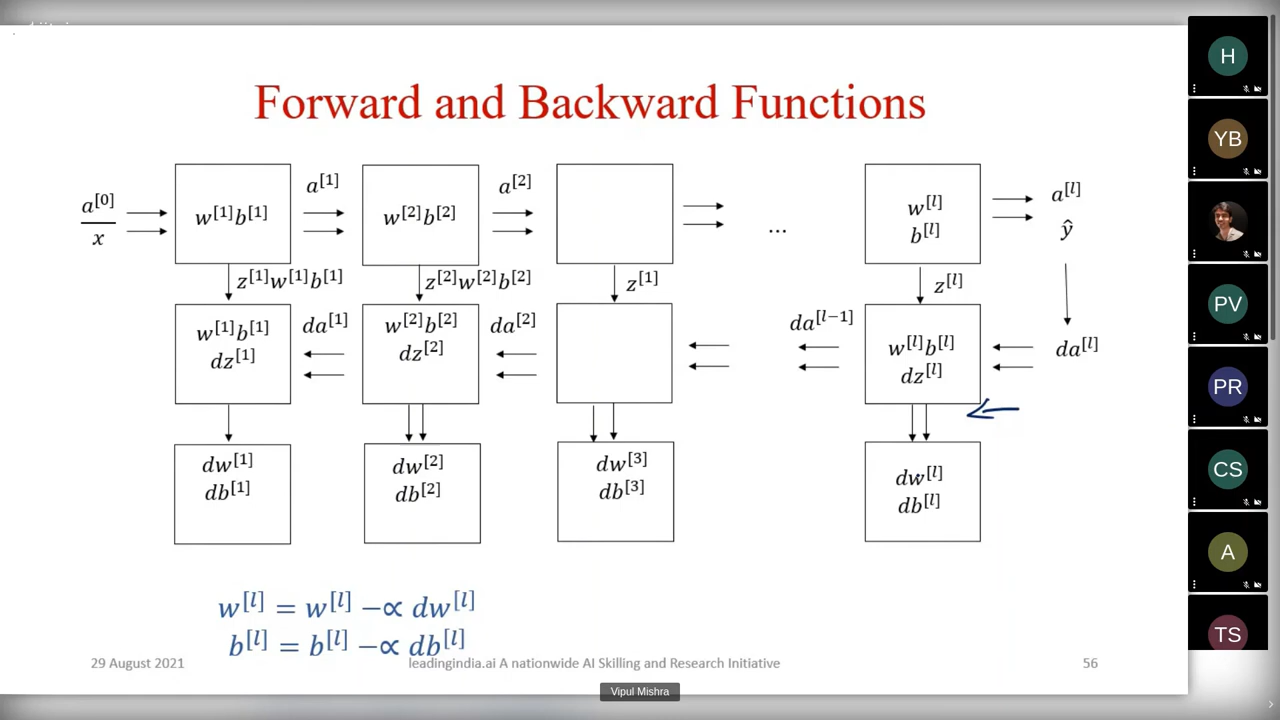 Forward and Backward Functions
a^[0]
x
w^[1]b^[1]
a^[1]
w^[2]b^[2]
a^[2]
...
w^[l]
b^[l]
a^[l]
ŷ
z^[1]w^[1]b^[1]
z^[2]w^[2]b^[2]
z^[1]
z^[l]
w^[1]b^[1]
dz^[1]
da^[1]
w^[2]b^[2]
dz^[2]
da^[2]
da^[l−1]
w^[l]b^[l]
dz^[l]
da^[l]
dw^[1]
db^[1]
dw^[2]
db^[2]
dw^[3]
db^[3]
dw^[l]
db^[l]
w^[l] = w^[l] −∝ dw^[l]
b^[l] = b^[l] −∝ db^[l]
29 August 2021
leadingindia.ai A nationwide AI Skilling and Research Initiative
56
Vipul Mishra
H
YB
PV
PR
CS
A
TS